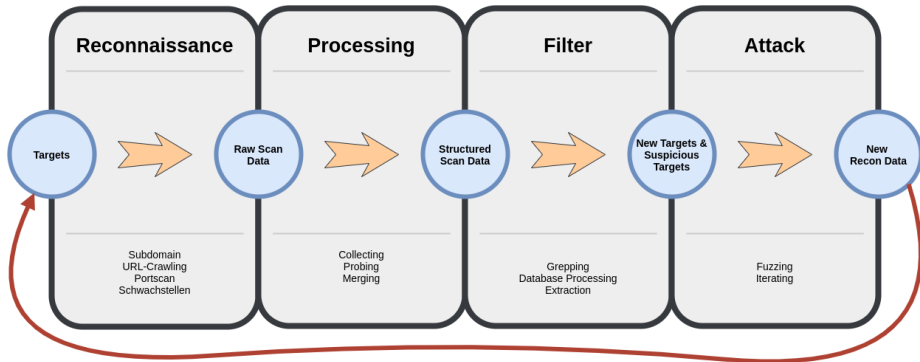 Reconnaissance
Processing
Filter
Attack
Targets
Raw Scan
Data
Structured
Scan Data
New Targets &
Suspicious
Targets
New
Recon Data
Subdomain
URL-Crawling
Portscan
Schwachstellen
Collecting
Probing
Merging
Grepping
Database Processing
Extraction
Fuzzing
Iterating